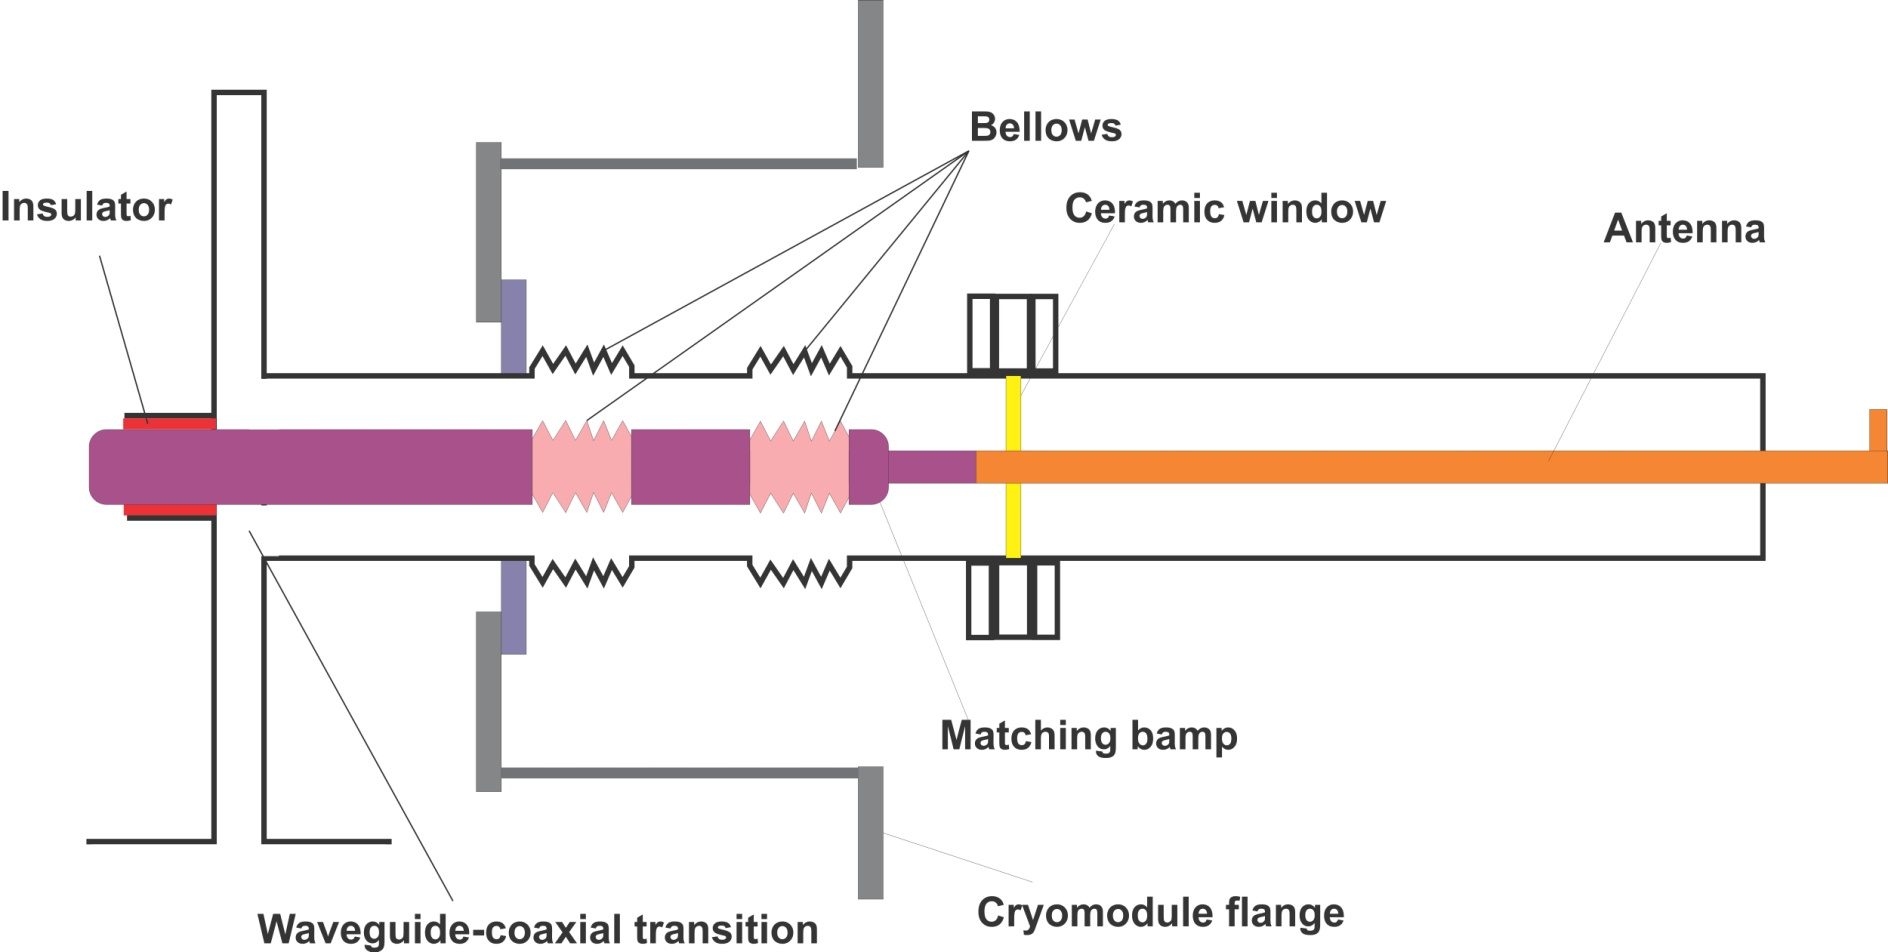 Bellows
Insulator
Ceramic window
Antenna
Matching bamp
Cryomodule flange
Waveguide-coaxial transition